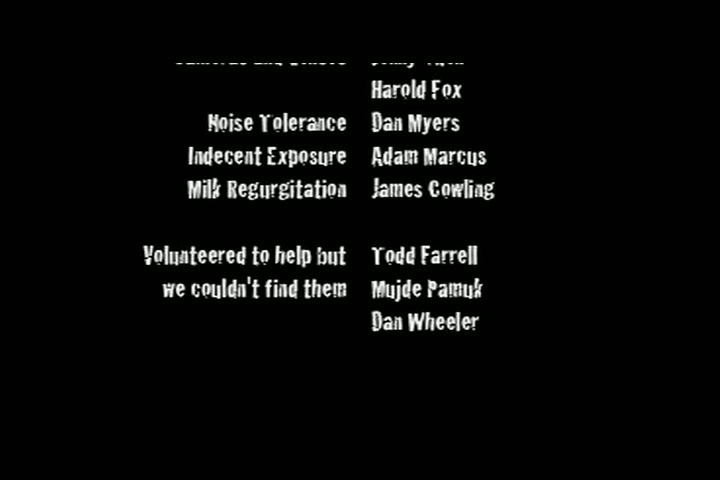 Harold Fox
Noise Tolerance Dan Myers
Indecent Exposure Adam Marcus
Milk Regurgitation James Cowling
Volunteered to help but Todd Farrell
we couldn't find them Mujde Pamuk
Dan Wheeler